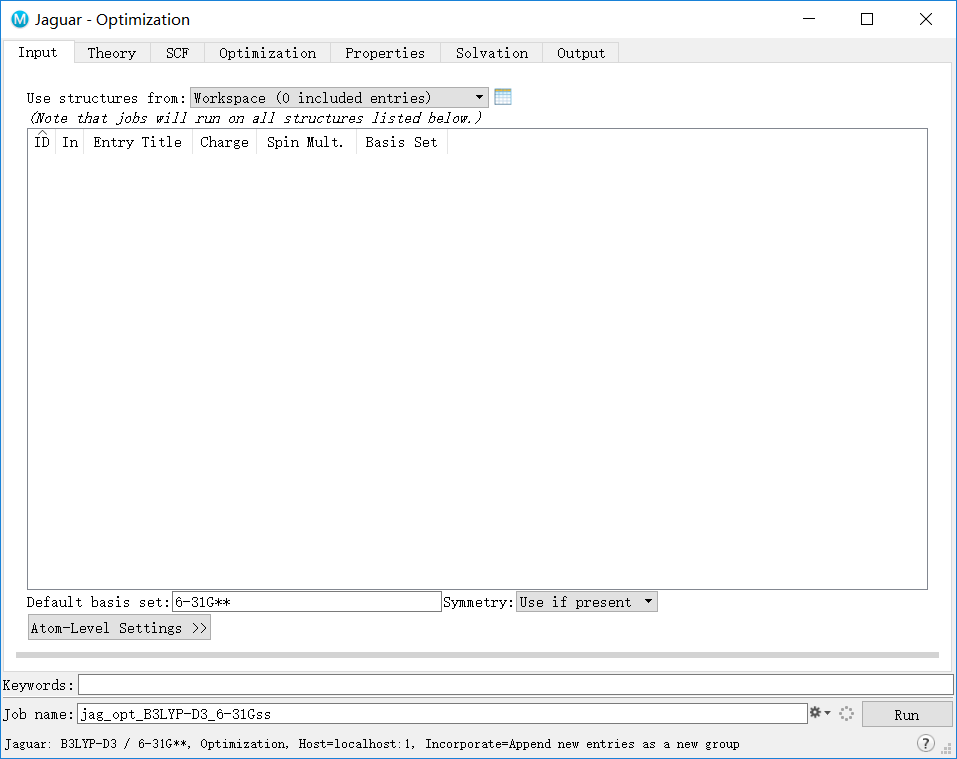 Jaguar - Optimization
Input Theory SCF Optimization Properties Solvation Output
Use structures from: Workspace (0 included entries)
(Note that jobs will run on all structures listed below.)
ID In Entry Title Charge Spin Mult. Basis Set
Default basis set: 6-31G** Symmetry: Use if present
Atom-Level Settings >>
Keywords:
Job name: jag_opt_B3LYP-D3_6-31Gss Run
Jaguar: B3LYP-D3 / 6-31G**, Optimization, Host=localhost:1, Incorporate=Append new entries as a new group ?